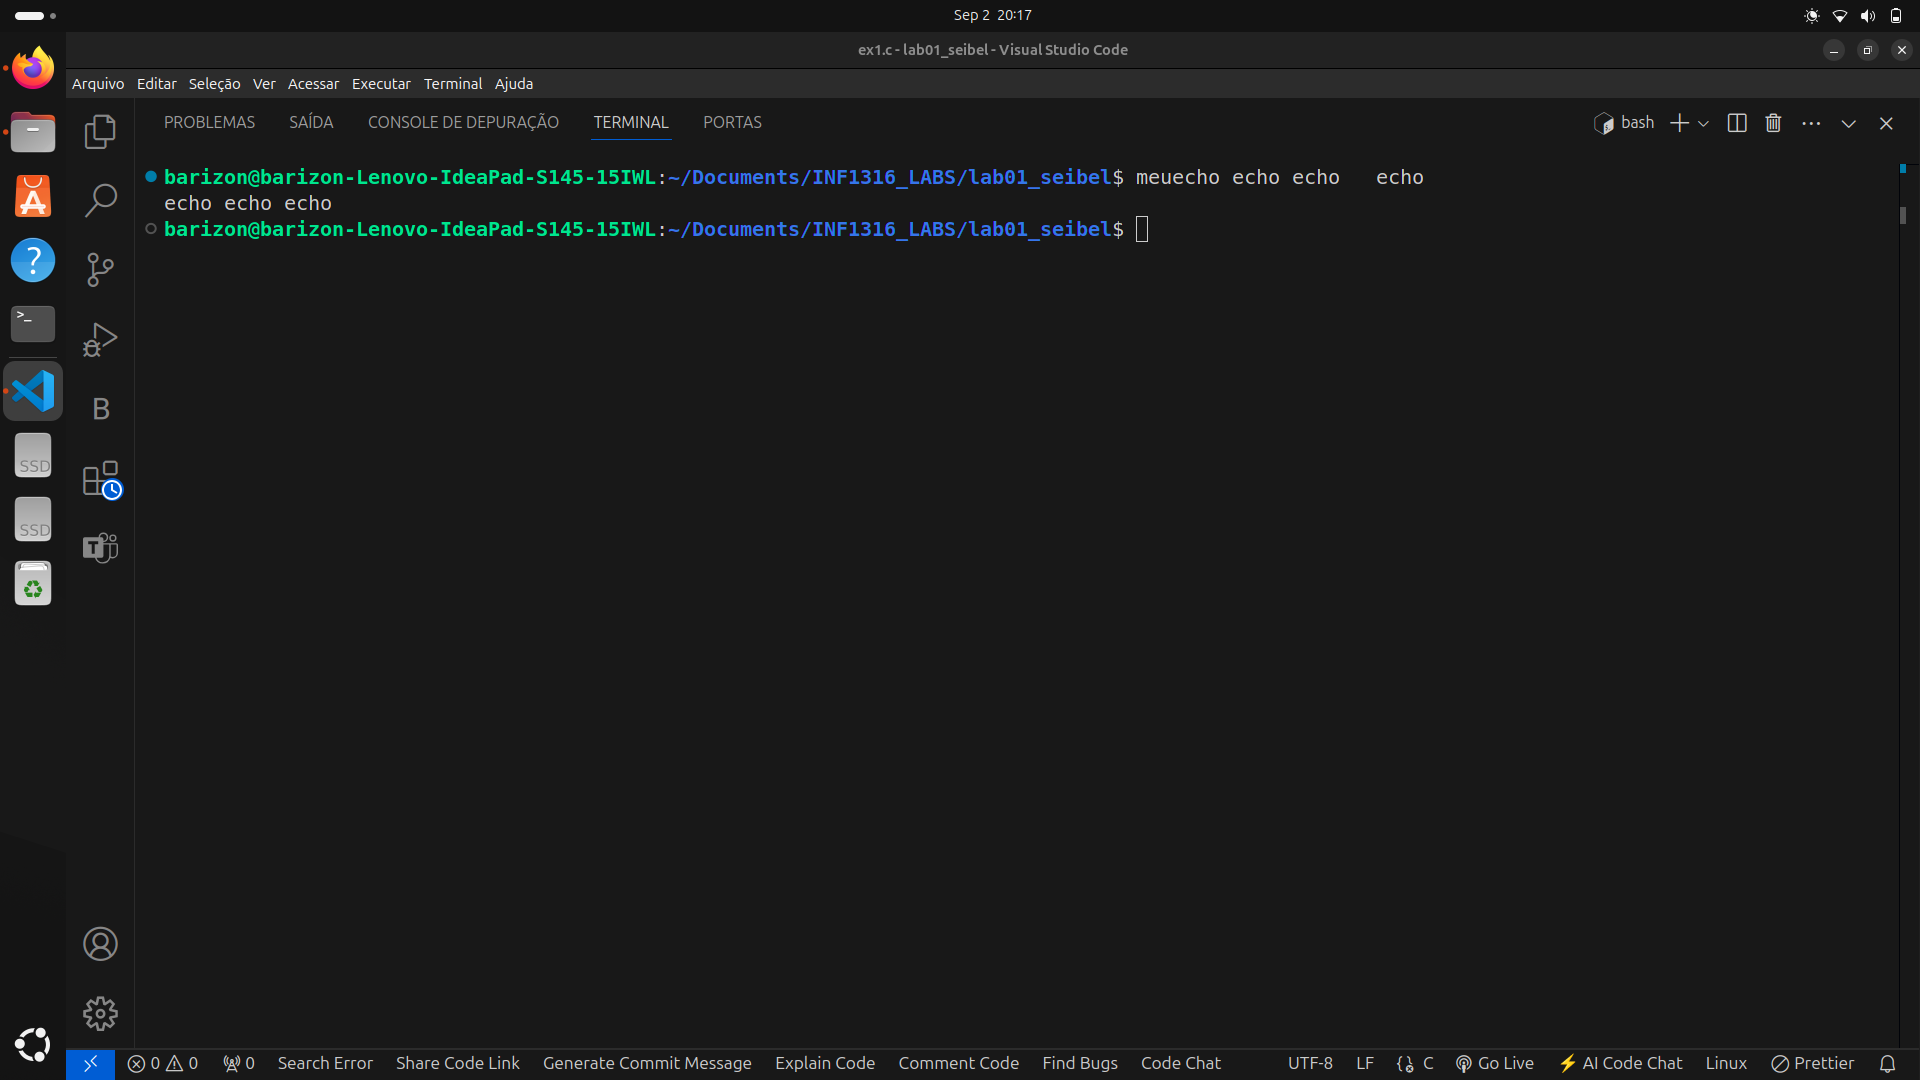 Sep 2 20:17
ex1.c - lab01_seibel - Visual Studio Code
Arquivo Editar Seleção Ver Acessar Executar Terminal Ajuda
PROBLEMAS SAÍDA CONSOLE DE DEPURAÇÃO TERMINAL PORTAS bash
barizon@barizon-Lenovo-IdeaPad-S145-15IWL:~/Documents/INF1316_LABS/lab01_seibel$ meuecho echo echo   echo
echo echo echo
barizon@barizon-Lenovo-IdeaPad-S145-15IWL:~/Documents/INF1316_LABS/lab01_seibel$
?
>_
B
SSD
SSD
T
0 0 0 Search Error Share Code Link Generate Commit Message Explain Code Comment Code Find Bugs Code Chat UTF-8 LF {} C Go Live ⚡ AI Code Chat Linux Prettier